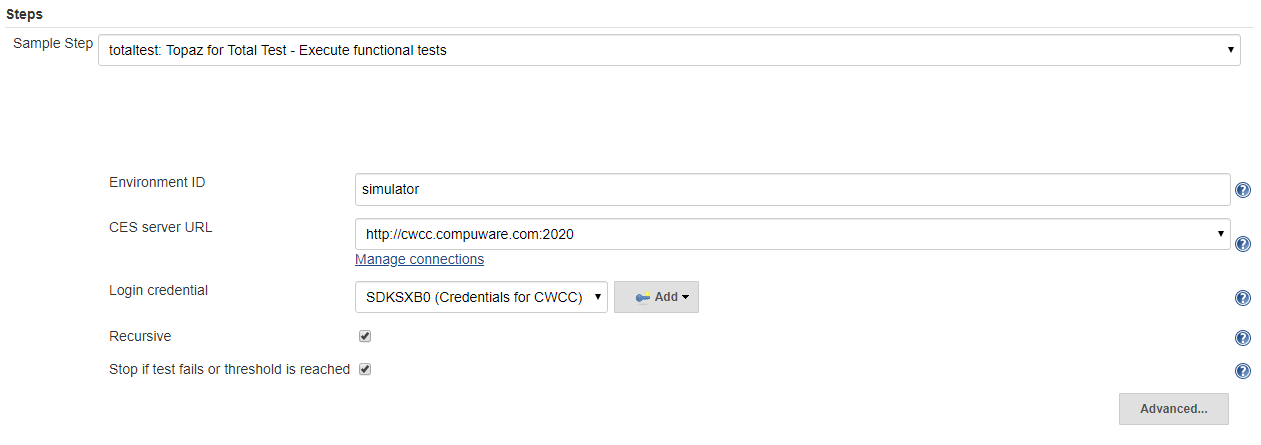 Steps
Sample Step totaltest: Topaz for Total Test - Execute functional tests
Environment ID simulator
CES server URL http://cwcc.compuware.com:2020
Manage connections
Login credential SDKSXB0 (Credentials for CWCC) Add
Recursive
Stop if test fails or threshold is reached
Advanced...